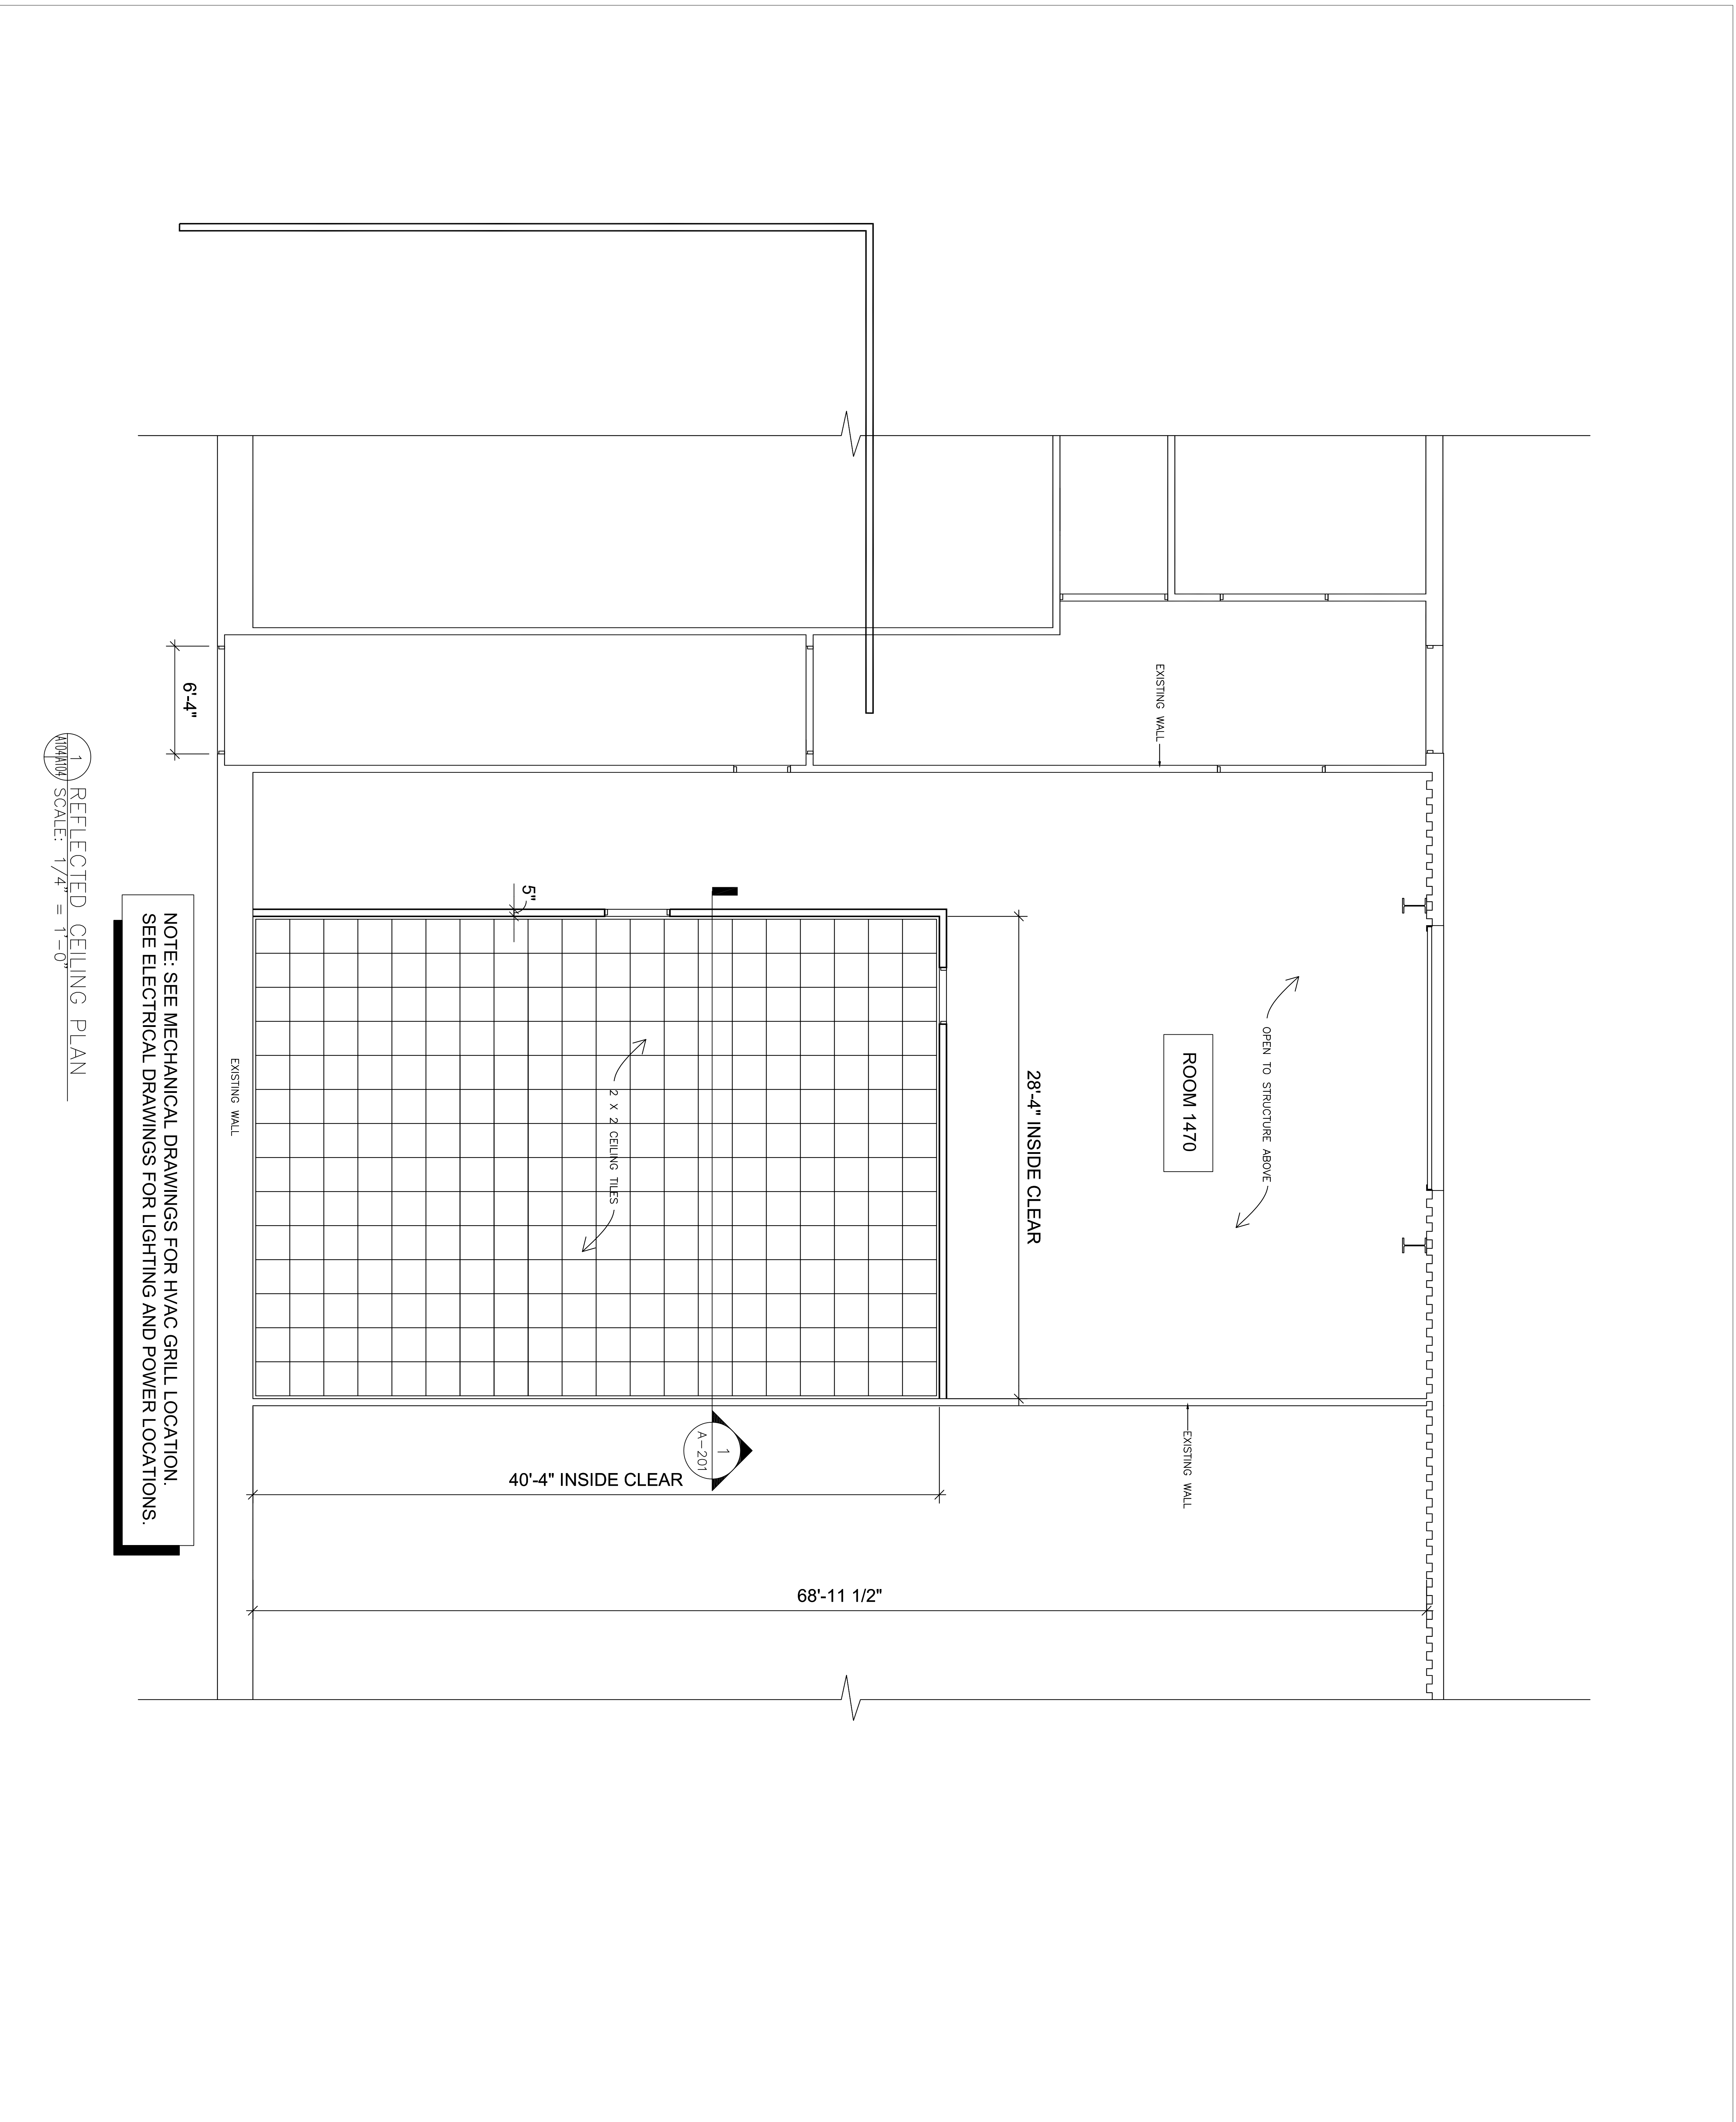 EXISTING WALL
OPEN TO STRUCTURE ABOVE
ROOM 1470
28'-4" INSIDE CLEAR
EXISTING WALL
2 X 2 CEILING TILES
5"
1
A-201
40'-4" INSIDE CLEAR
68'-11 1/2"
6'-4"
EXISTING WALL
NOTE: SEE MECHANICAL DRAWINGS FOR HVAC GRILL LOCATION.
SEE ELECTRICAL DRAWINGS FOR LIGHTING AND POWER LOCATIONS.
1
A104 A104
REFLECTED CEILING PLAN
SCALE: 1/4" = 1'-0"